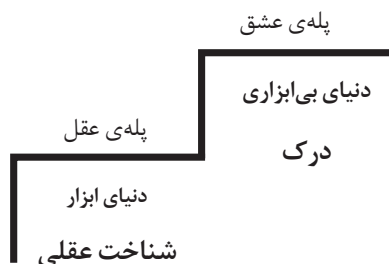 پله‌ی عشق
دنیای بی‌ابزاری
درک
پله‌ی عقل
دنیای ابزار
شناخت عقلی